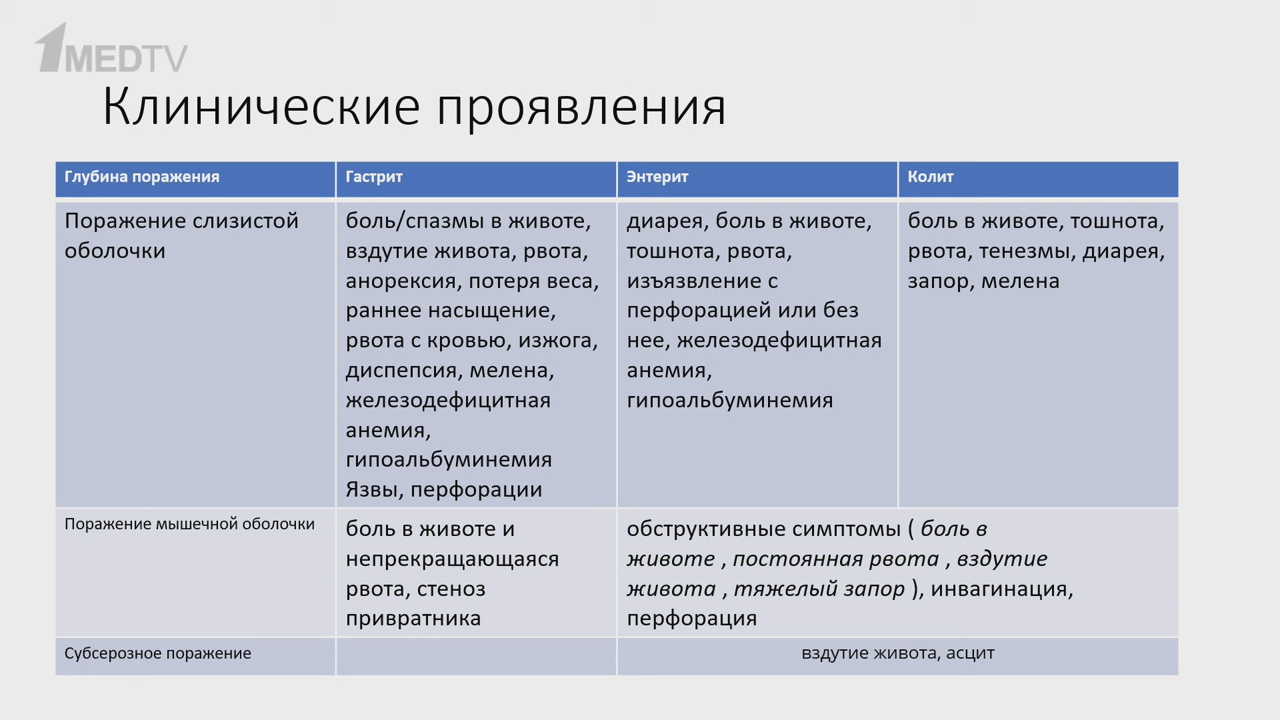 1MEDTV
Клинические проявления
Глубина поражения
Гастрит
Энтерит
Колит
Поражение слизистой
оболочки
боль/спазмы в животе,
вздутие живота, рвота,
анорексия, потеря веса,
раннее насыщение,
рвота с кровью, изжога,
диспепсия, мелена,
железодефицитная
анемия,
гипоальбуминемия
Язвы, перфорации
диарея, боль в животе,
тошнота, рвота,
изъязвление с
перфорацией или без
нее, железодефицитная
анемия,
гипоальбуминемия
боль в животе, тошнота,
рвота, тенезмы, диарея,
запор, мелена
Поражение мышечной оболочки
боль в животе и
непрекращающаяся
рвота, стеноз
привратника
обструктивные симптомы ( боль в
животе , постоянная рвота , вздутие
живота , тяжелый запор ), инвагинация,
перфорация
Субсерозное поражение
вздутие живота, асцит